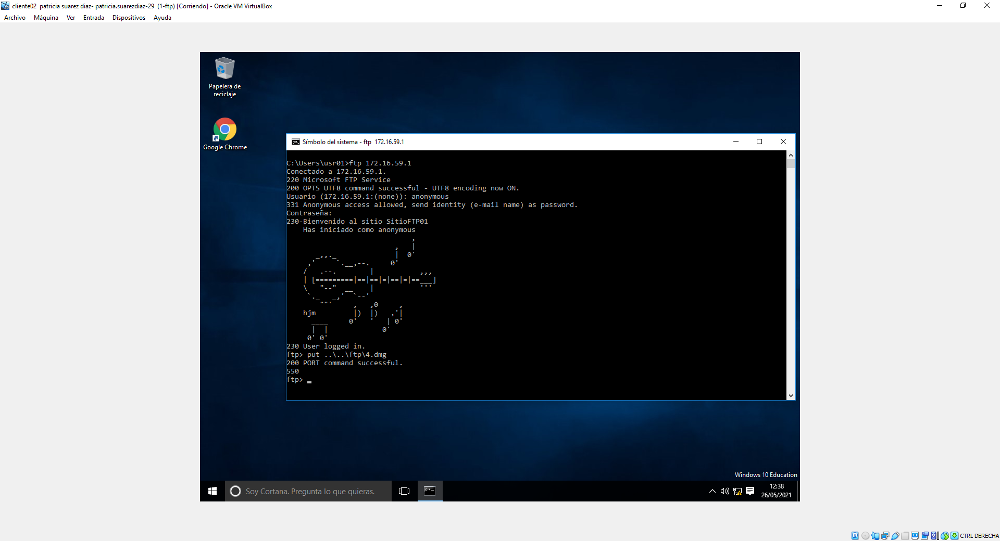 cliente02  patricia suarez diaz- patricia.suarezdiaz-29  (1-ftp) [Corriendo] - Oracle VM VirtualBox
Archivo Máquina Ver Entrada Dispositivos Ayuda
Papelera de
reciclaje
Google Chrome
Símbolo del sistema - ftp  172.16.59.1
C:\Users\usr01>ftp 172.16.59.1
Conectado a 172.16.59.1.
220 Microsoft FTP Service
200 OPTS UTF8 command successful - UTF8 encoding now ON.
Usuario (172.16.59.1:(none)): anonymous
331 Anonymous access allowed, send identity (e-mail name) as password.
Contraseña:
230-Bienvenido al sitio SitioFTP01
    Has iniciado como anonymous
                              ,
                          ,   |
       _,,._              |  0'
     ,'     `.__,--.     0'
    /   .--.        |           ,,,
    | [=========|==|==|=|==|=|==___]
    \   "--"  __    |           '''
     `._   _,'  `--'
        ""'     ,   ,0     ,
    hjm         |)  |)   ,'|
      ____     0'   '   | 0'
      |  |             0'
     0' 0'
230 User logged in.
ftp> put ..\..\ftp\4.dmg
200 PORT command successful.
550
ftp>
Windows 10 Education
Soy Cortana. Pregunta lo que quieras.
12:38
26/05/2021
CTRL DERECHA